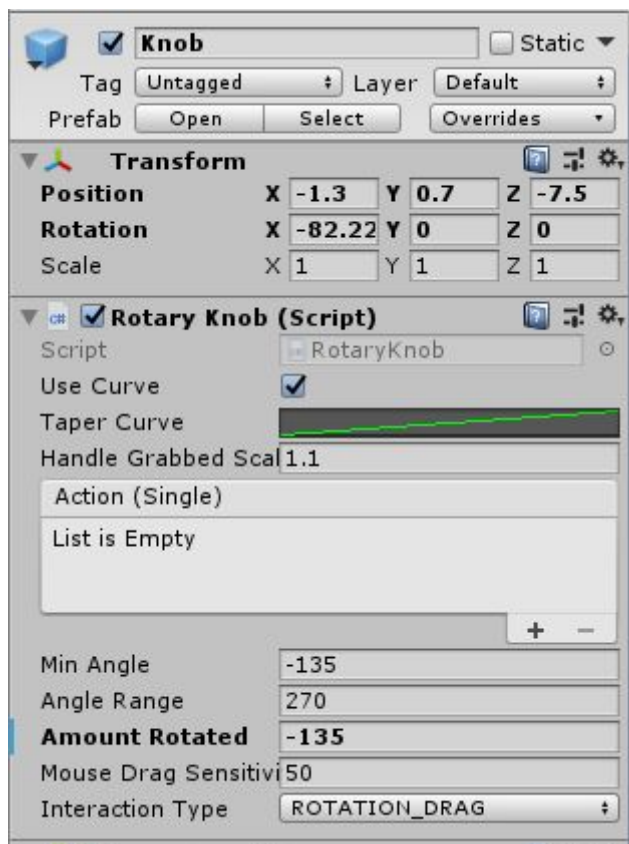 Knob Static
Tag Untagged Layer Default
Prefab Open Select Overrides
Transform
Position X -1.3 Y 0.7 Z -7.5
Rotation X -82.22 Y 0 Z 0
Scale X 1 Y 1 Z 1
C# Rotary Knob (Script)
Script RotaryKnob
Use Curve
Taper Curve
Handle Grabbed Scal 1.1
Action (Single)
List is Empty
+ −
Min Angle -135
Angle Range 270
Amount Rotated -135
Mouse Drag Sensitivi 50
Interaction Type ROTATION_DRAG